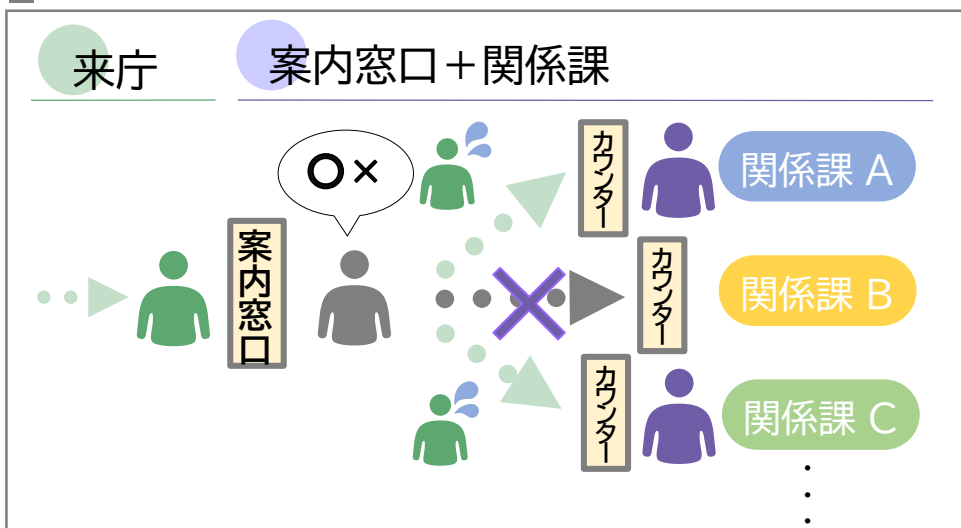 来庁
案内窓口＋関係課
○×
案内窓口
カウンター
関係課 A
カウンター
関係課 B
カウンター
関係課 C
・
・
・